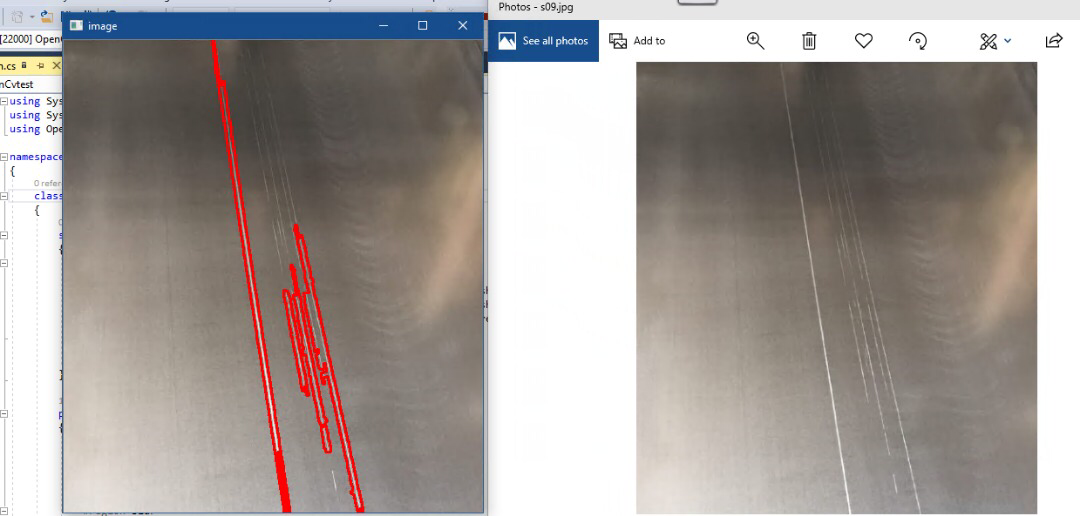 Photos - s09.jpg
image
See all photos
Add to
[22000] Open
n.cs
nCvtest
using Sys
using Sys
using Ope
namespace
{
0 refer
class
{